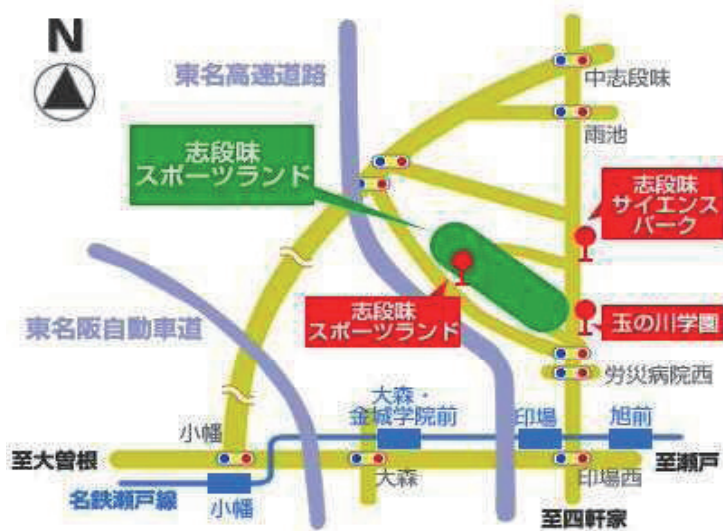 N
東名高速道路
中志段味
雨池
志段味
スポーツランド
志段味
サイエンス
パーク
志段味
スポーツランド
玉の川学園
東名阪自動車道
労災病院西
大森・
金城学院前
印場
旭前
小幡
至大曽根
大森
印場西
至瀬戸
名鉄瀬戸線
小幡
至四軒家